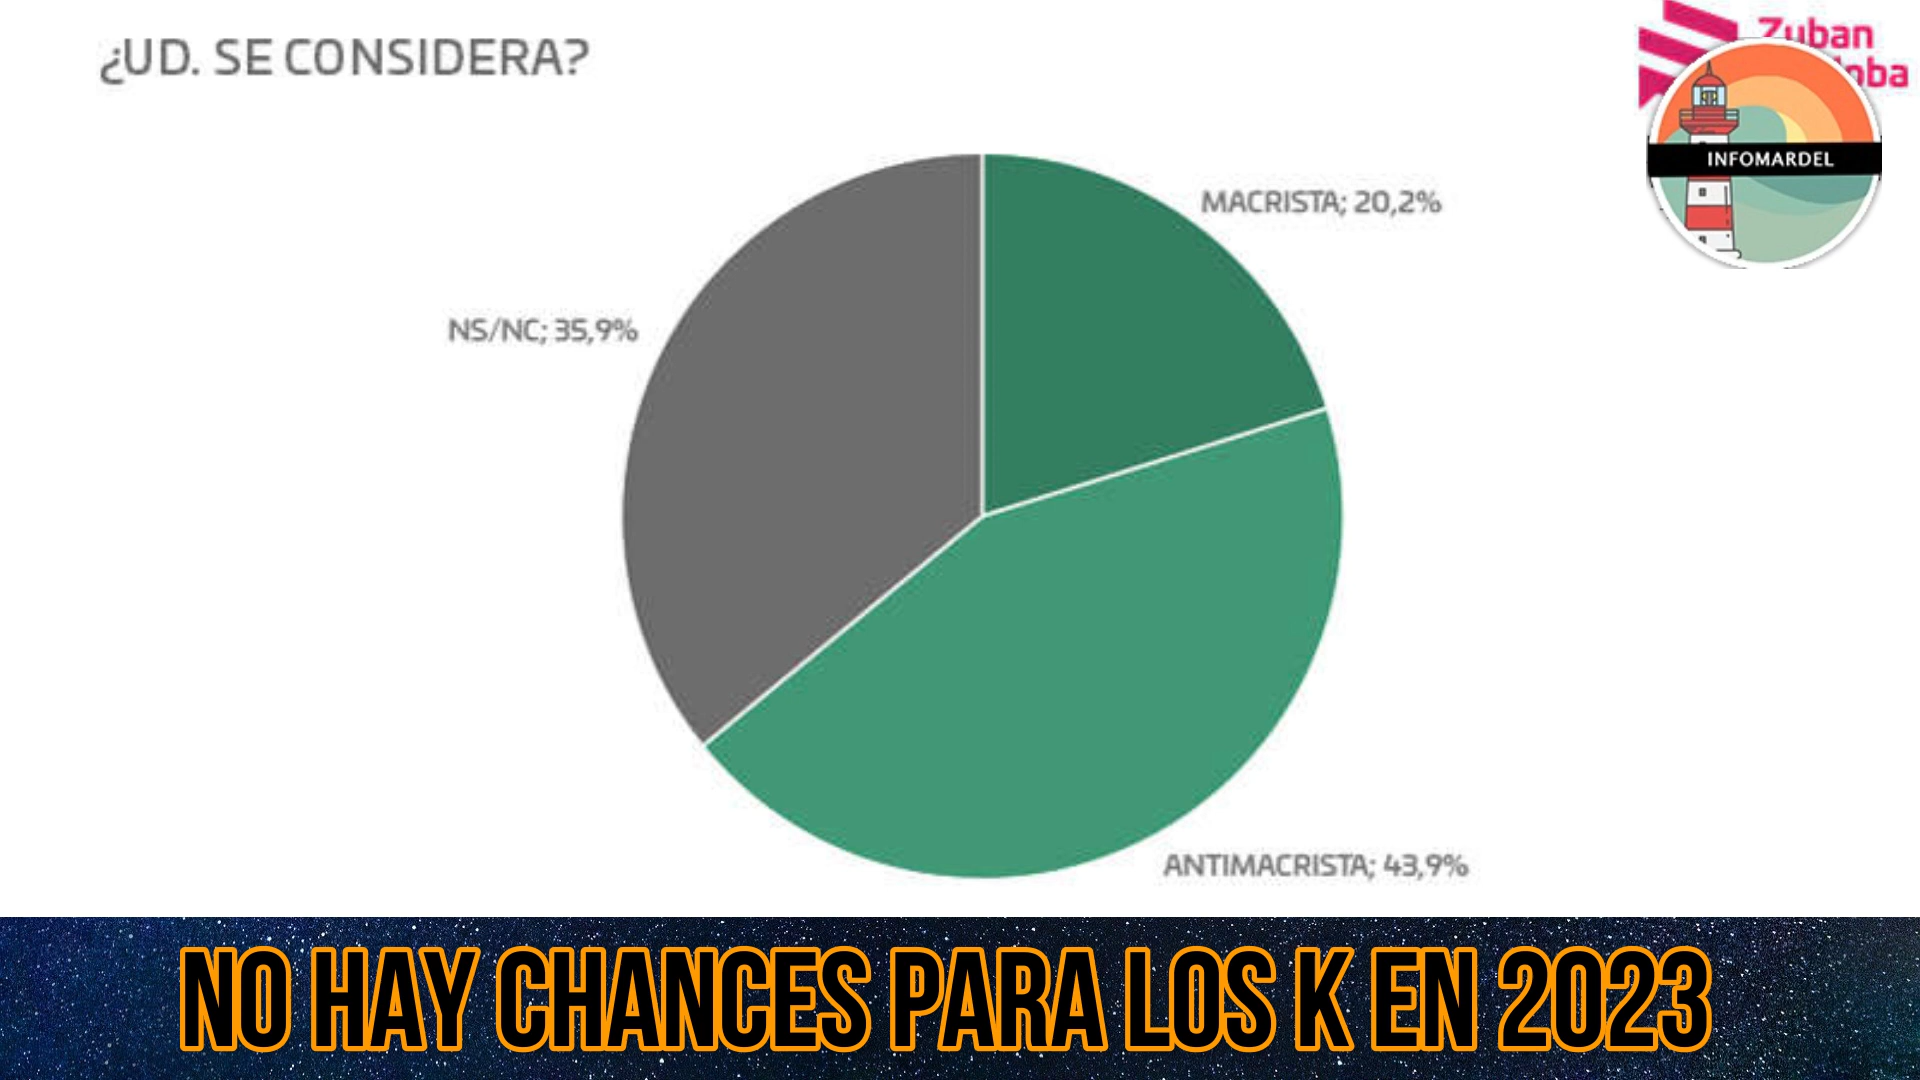 ¿UD. SE CONSIDERA?
Zuban
INFOMARDEL
MACRISTA; 20,2%
NS/NC; 35,9%
ANTIMACRISTA; 43,9%
NO HAY CHANCES PARA LOS K EN 2023